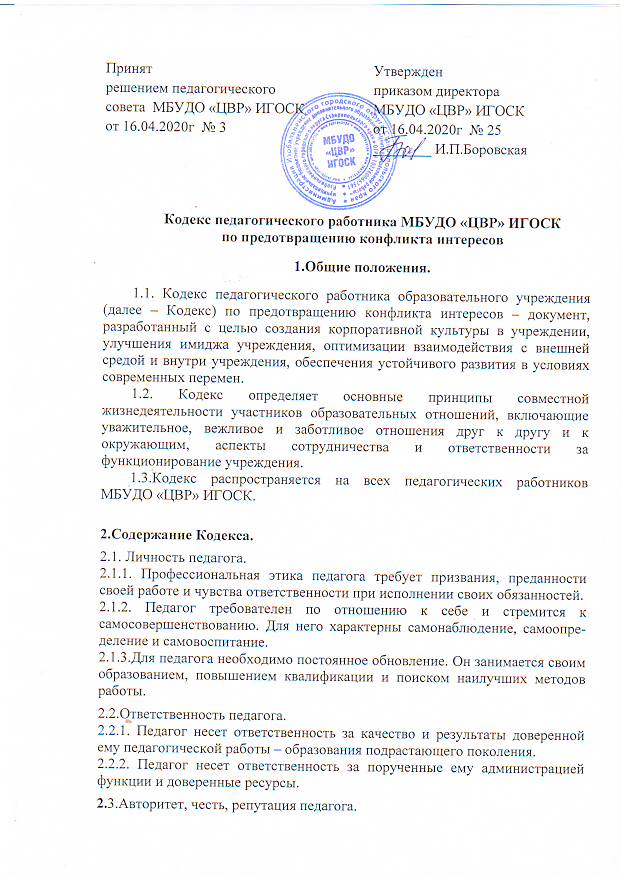 Принят
решением педагогического
совета МБУДО «ЦВР» ИГОСК
от 16.04.2020г № 3
Утвержден
приказом директора
МБУДО «ЦВР» ИГОСК
от 16.04.2020г № 25
И.П.Боровская
МБУДО
«ЦВР»
ИГОСК
Кодекс педагогического работника МБУДО «ЦВР» ИГОСК
по предотвращению конфликта интересов
1.Общие положения.
1.1. Кодекс педагогического работника образовательного учреждения
(далее – Кодекс) по предотвращению конфликта интересов – документ,
разработанный с целью создания корпоративной культуры в учреждении,
улучшения имиджа учреждения, оптимизации взаимодействия с внешней
средой и внутри учреждения, обеспечения устойчивого развития в условиях
современных перемен.
1.2. Кодекс определяет основные принципы совместной
жизнедеятельности участников образовательных отношений, включающие
уважительное, вежливое и заботливое отношения друг к другу и к
окружающим, аспекты сотрудничества и ответственности за
функционирование учреждения.
1.3.Кодекс распространяется на всех педагогических работников
МБУДО «ЦВР» ИГОСК.
2.Содержание Кодекса.
2.1. Личность педагога.
2.1.1. Профессиональная этика педагога требует призвания, преданности
своей работе и чувства ответственности при исполнении своих обязанностей.
2.1.2. Педагог требователен по отношению к себе и стремится к
самосовершенствованию. Для него характерны самонаблюдение, самоопре-
деление и самовоспитание.
2.1.3.Для педагога необходимо постоянное обновление. Он занимается своим
образованием, повышением квалификации и поиском наилучших методов
работы.
2.2.Ответственность педагога.
2.2.1. Педагог несет ответственность за качество и результаты доверенной
ему педагогической работы – образования подрастающего поколения.
2.2.2. Педагог несет ответственность за порученные ему администрацией
функции и доверенные ресурсы.
2.3.Авторитет, честь, репутация педагога.